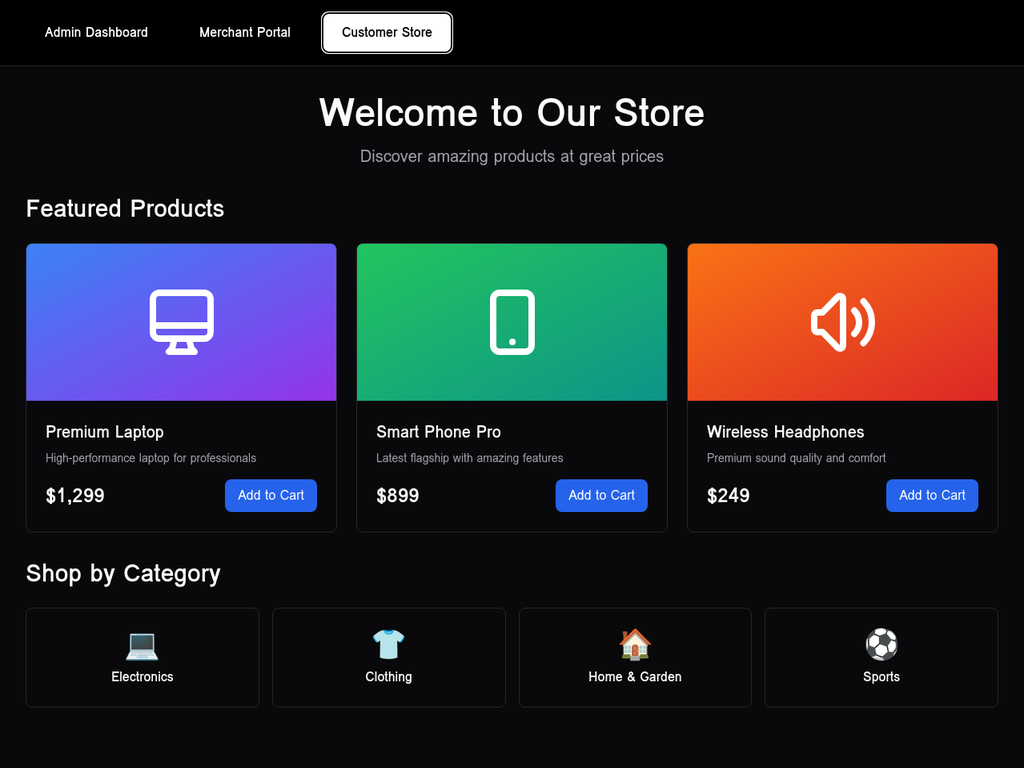 Admin Dashboard
Merchant Portal
Customer Store
Welcome to Our Store
Discover amazing products at great prices
Featured Products
Premium Laptop
High-performance laptop for professionals
$1,299
Add to Cart
Smart Phone Pro
Latest flagship with amazing features
$899
Add to Cart
Wireless Headphones
Premium sound quality and comfort
$249
Add to Cart
Shop by Category
Electronics
Clothing
Home & Garden
Sports